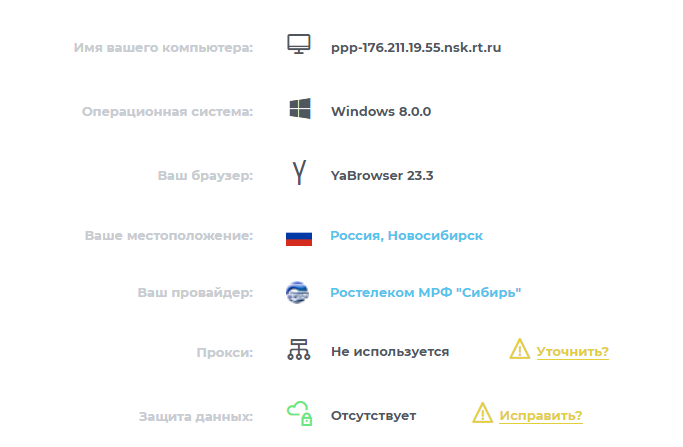 Имя вашего компьютера: ppp-176.211.19.55.nsk.rt.ru
Операционная система: Windows 8.0.0
Ваш браузер: YaBrowser 23.3
Ваше местоположение: Россия, Новосибирск
Ваш провайдер: Ростелеком МРФ "Сибирь"
Прокси: Не используется Уточнить?
Защита данных: Отсутствует Исправить?